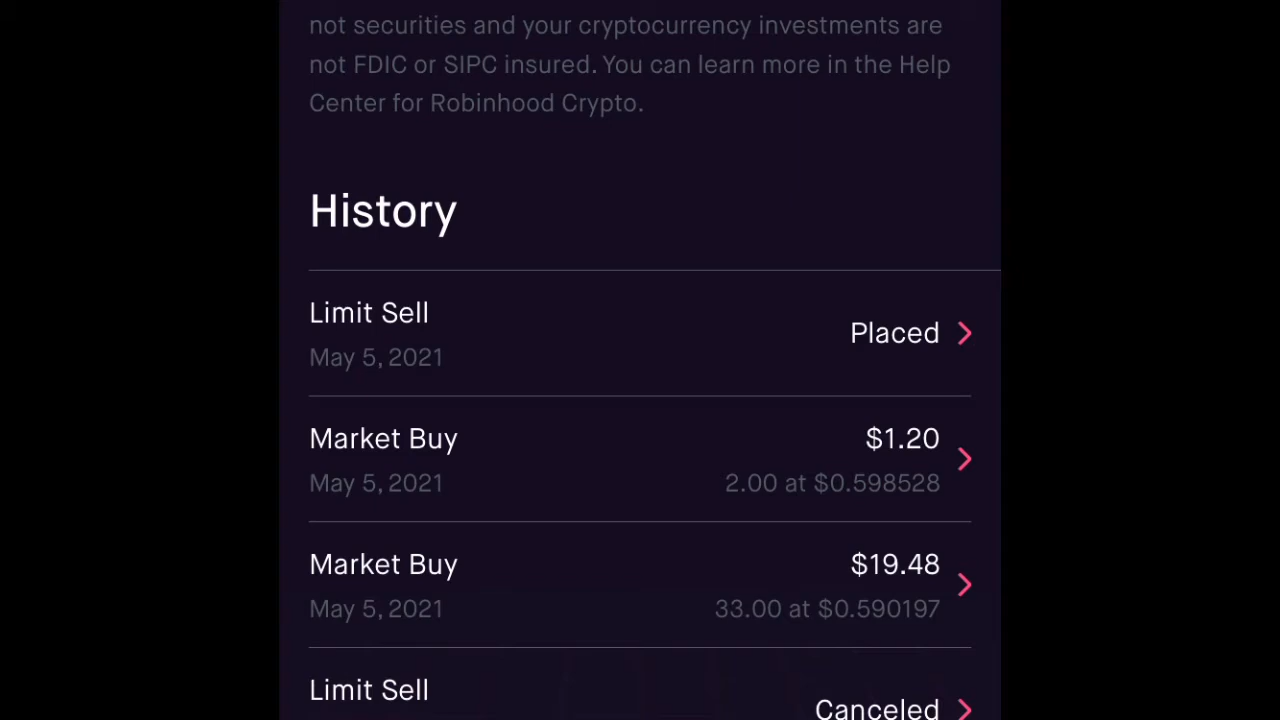 not securities and your cryptocurrency investments are
not FDIC or SIPC insured. You can learn more in the Help
Center for Robinhood Crypto.
History
Limit Sell
Placed
May 5, 2021
Market Buy
$1.20
May 5, 2021
2.00 at $0.598528
Market Buy
$19.48
May 5, 2021
33.00 at $0.590197
Limit Sell
Canceled